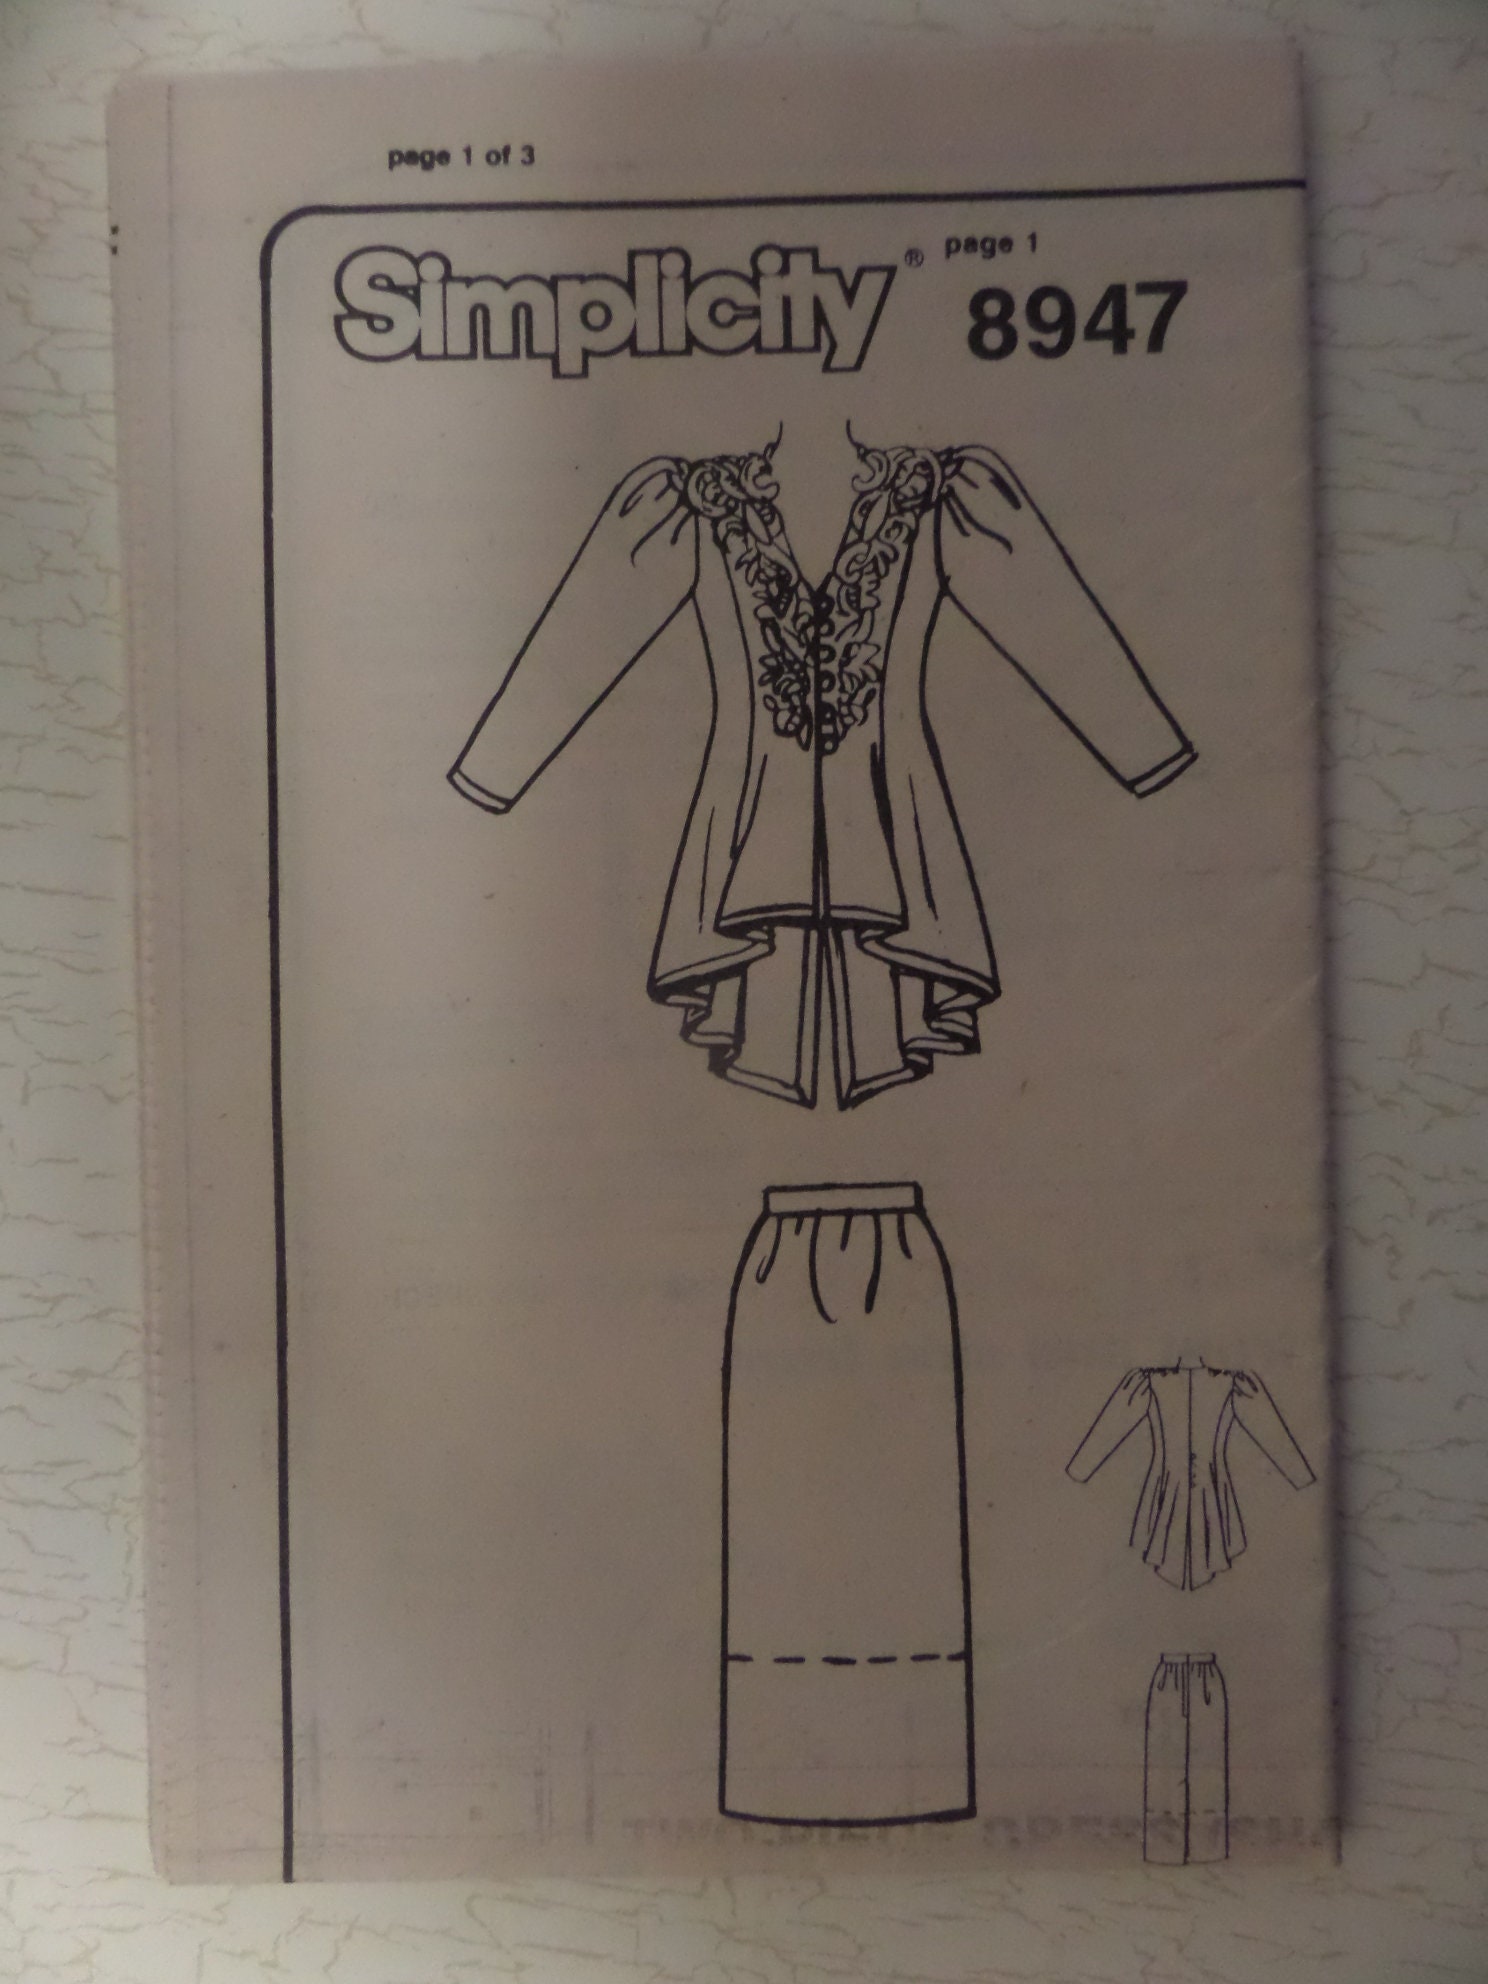 page 1 of 3
Simplicity® page 1
8947